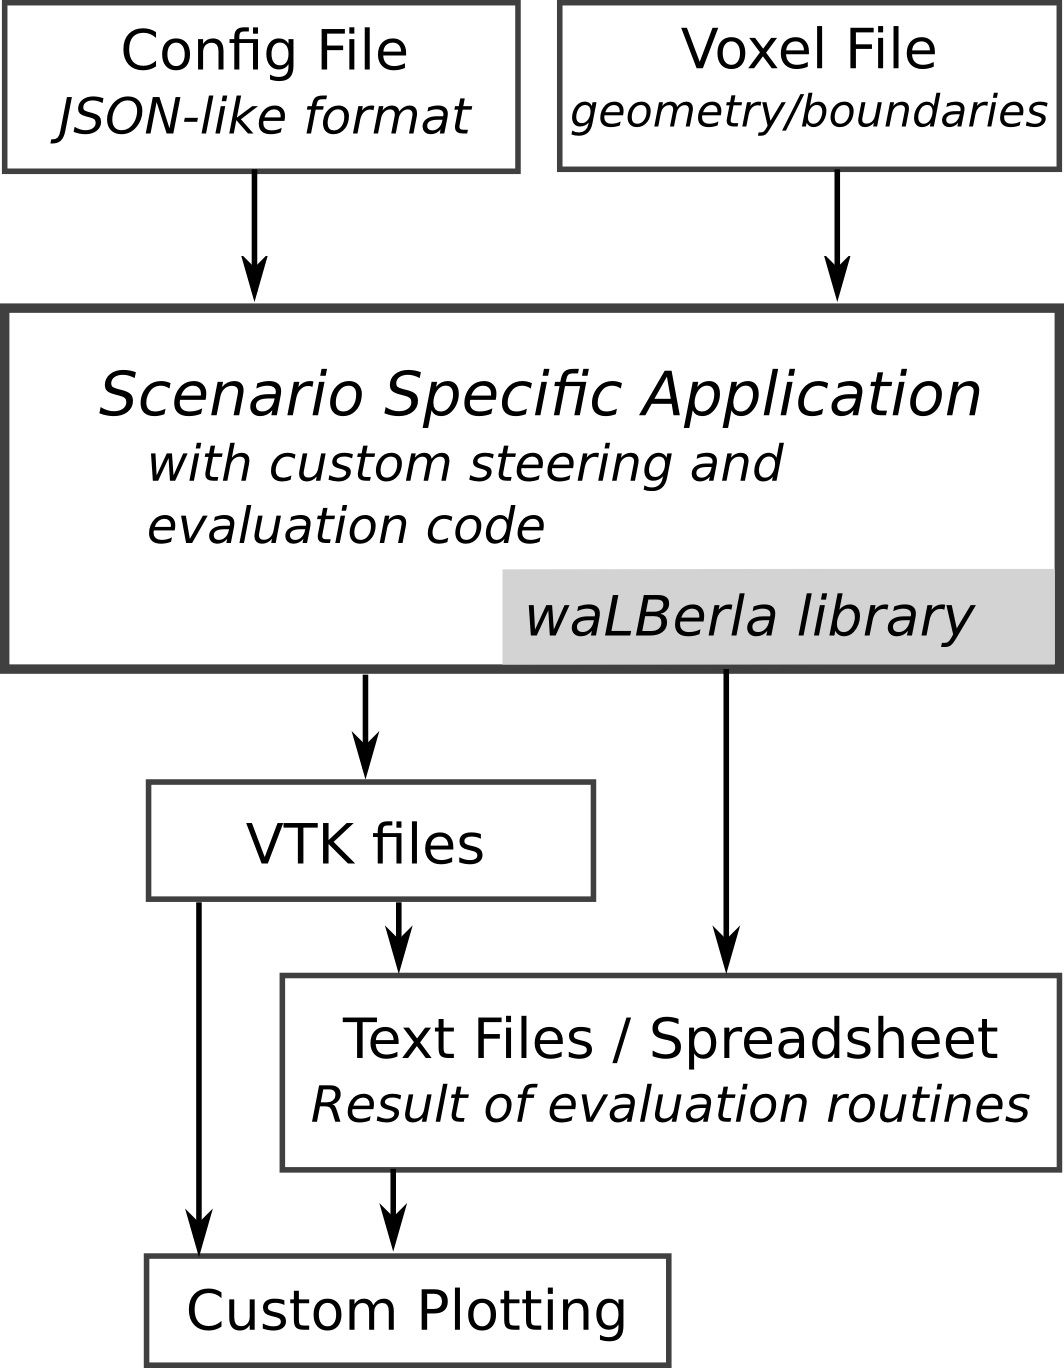 Config File
JSON-like format
Voxel File
geometry/boundaries
Scenario Specific Application
with custom steering and
evaluation code
waLBerla library
VTK files
Text Files / Spreadsheet
Result of evaluation routines
Custom Plotting